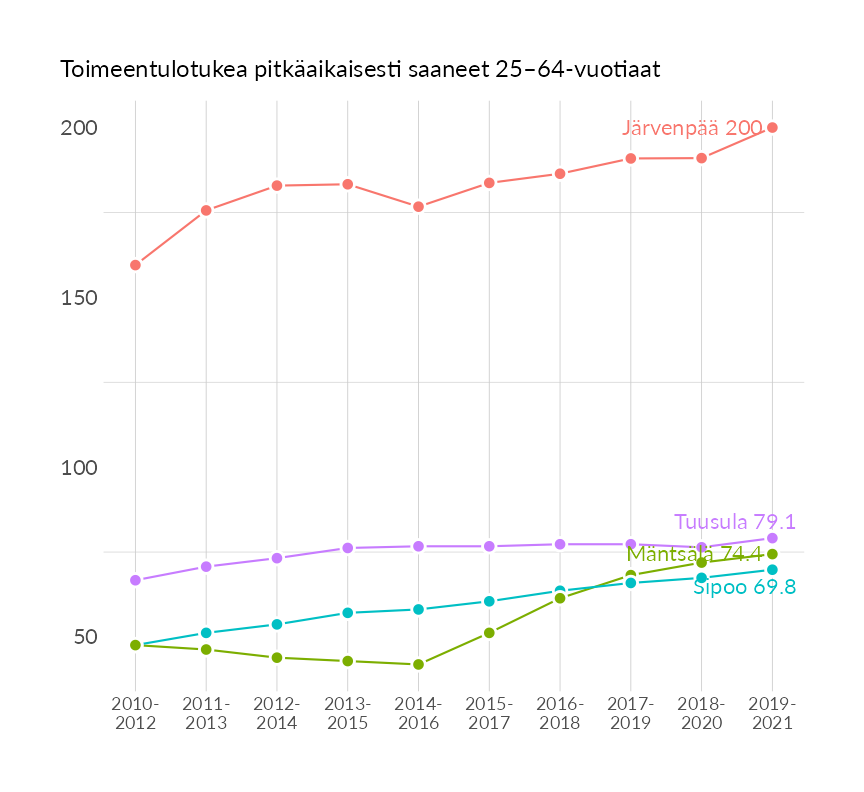 Toimeentulotukea pitkäaikaisesti saaneet 25–64-vuotiaat
200
Järvenpää 200
150
100
Tuusula 79.1
Mäntsälä 74.4
Sipoo 69.8
50
2010- 2011- 2012- 2013- 2014- 2015- 2016- 2017- 2018- 2019-
2012 2013 2014 2015 2016 2017 2018 2019 2020 2021